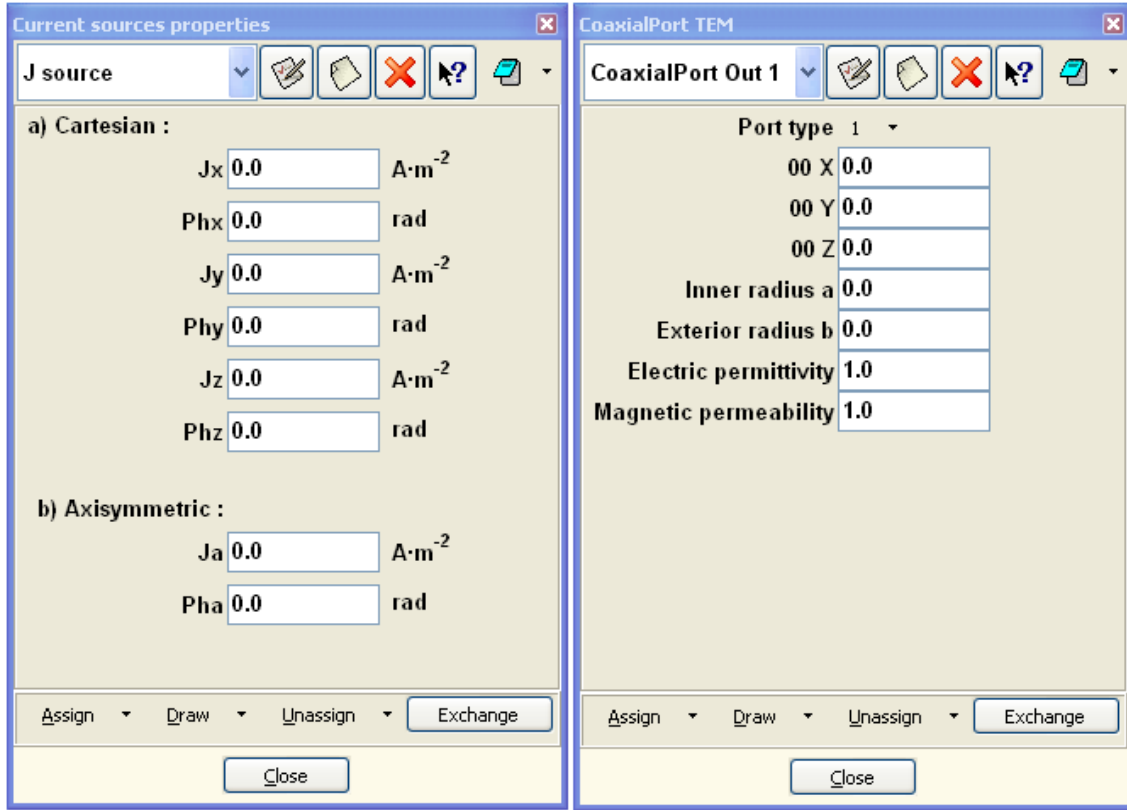 Current sources properties
J source
a) Cartesian :
Jx 0.0 A·m-2
Phx 0.0 rad
Jy 0.0 A·m-2
Phy 0.0 rad
Jz 0.0 A·m-2
Phz 0.0 rad
b) Axisymmetric :
Ja 0.0 A·m-2
Pha 0.0 rad
Assign Draw Unassign Exchange
Close
CoaxialPort TEM
CoaxialPort Out 1
Port type 1
00 X 0.0
00 Y 0.0
00 Z 0.0
Inner radius a 0.0
Exterior radius b 0.0
Electric permittivity 1.0
Magnetic permeability 1.0
Assign Draw Unassign Exchange
Close